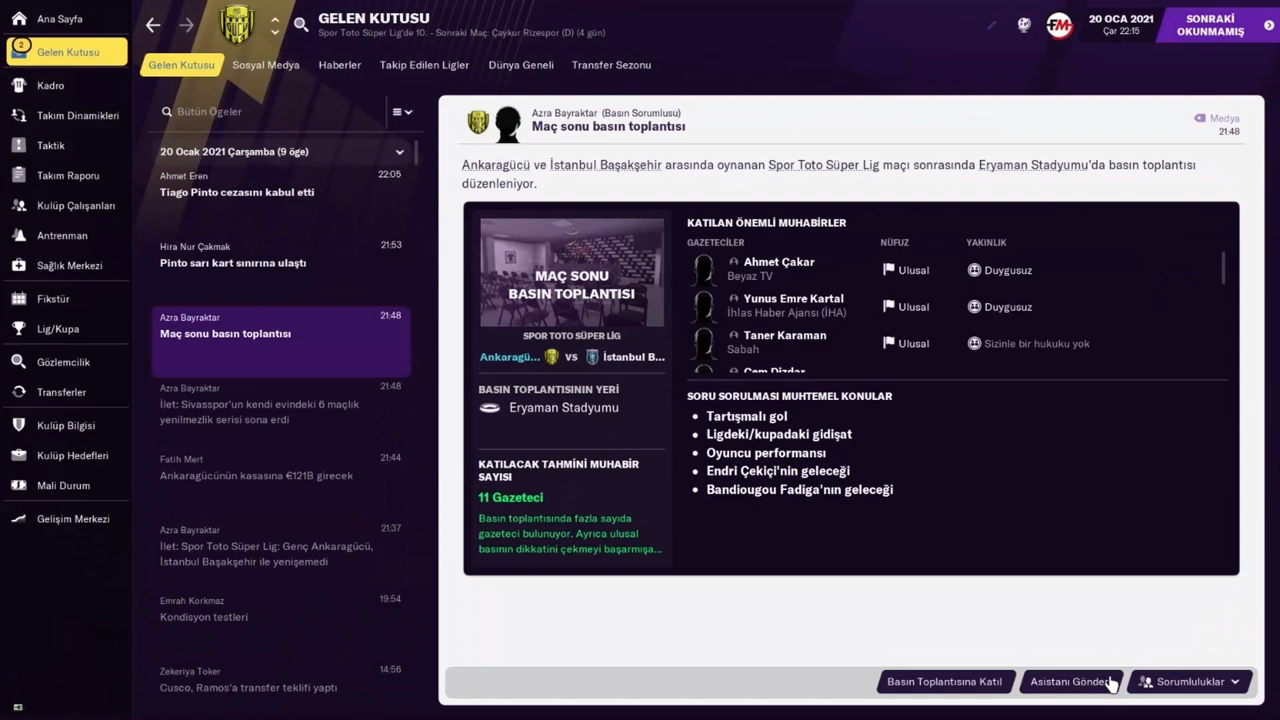 Ana Sayfa
2
Gelen Kutusu
Kadro
Takım Dinamikleri
Taktik
Takım Raporu
Kulüp Çalışanları
Antrenman
Sağlık Merkezi
Fikstür
Lig/Kupa
Gözlemcilik
Transferler
Kulüp Bilgisi
Kulüp Hedefleri
Mali Durum
Gelişim Merkezi
GELEN KUTUSU
Spor Toto Süper Lig'de 10. - Sonraki Maç: Çaykur Rizespor (D) (4 gün)
FM
20 OCA 2021
Çar 22:15
SONRAKİ
OKUNMAMIŞ
Gelen Kutusu
Sosyal Medya
Haberler
Takip Edilen Ligler
Dünya Geneli
Transfer Sezonu
Bütün Ögeler
20 Ocak 2021 Çarşamba (9 öge)
Ahmet Eren 22:05
Tiago Pinto cezasını kabul etti
Hira Nur Çakmak 21:53
Pinto sarı kart sınırına ulaştı
Azra Bayraktar 21:48
Maç sonu basın toplantısı
Azra Bayraktar 21:48
İlet: Sivasspor'un kendi evindeki 6 maçlık
yenilmezlik serisi sona erdi
Fatih Mert 21:44
Ankaragücünün kasasına €121B girecek
Azra Bayraktar 21:37
İlet: Spor Toto Süper Lig: Genç Ankaragücü,
İstanbul Başakşehir ile yenişemedi
Emrah Korkmaz 19:54
Kondisyon testleri
Zekeriya Toker 14:56
Cusco, Ramos'a transfer teklifi yaptı
Azra Bayraktar (Basın Sorumlusu)
Maç sonu basın toplantısı
Medya
21:48
Ankaragücü ve İstanbul Başakşehir arasında oynanan Spor Toto Süper Lig maçı sonrasında Eryaman Stadyumu'da basın toplantısı
düzenleniyor.
MAÇ SONU
BASIN TOPLANTISI
SPOR TOTO SÜPER LİG
Ankaragü... VS İstanbul B...
BASIN TOPLANTISININ YERİ
Eryaman Stadyumu
KATILACAK TAHMİNİ MUHABİR
SAYISI
11 Gazeteci
Basın toplantısında fazla sayıda
gazeteci bulunuyor. Ayrıca ulusal
basının dikkatini çekmeyi başarmışa...
KATILAN ÖNEMLİ MUHABİRLER
GAZETECİLER NÜFUZ YAKINLIK
Ahmet Çakar
Beyaz TV
Ulusal
Duygusuz
Yunus Emre Kartal
İhlas Haber Ajansı (İHA)
Ulusal
Duygusuz
Taner Karaman
Sabah
Ulusal
Sizinle bir hukuku yok
Cem Dizdar
SORU SORULMASI MUHTEMEL KONULAR
• Tartışmalı gol
• Ligdeki/kupadaki gidişat
• Oyuncu performansı
• Endri Çekiçi'nin geleceği
• Bandiougou Fadiga'nın geleceği
Basın Toplantısına Katıl
Asistanı Gönder
Sorumluluklar